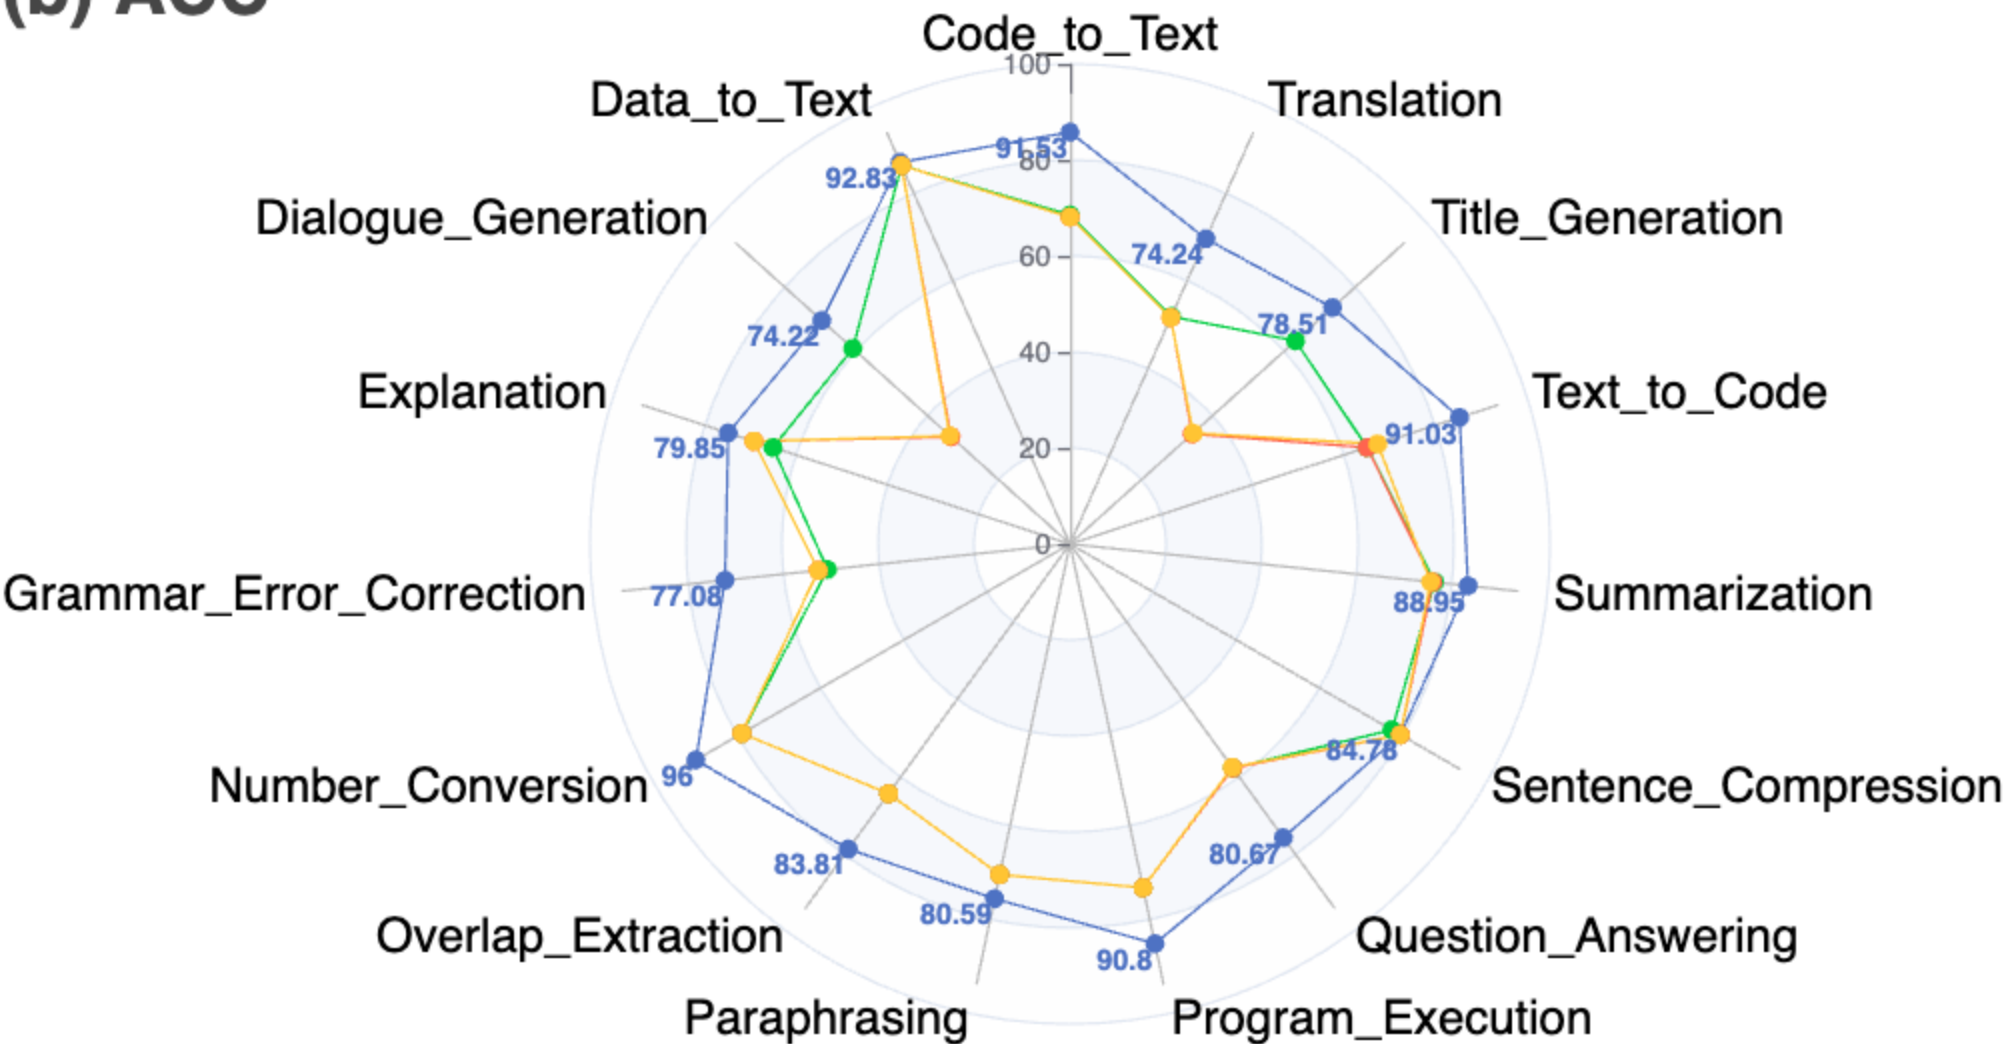 (b) ACC
Code_to_Text
100
Data_to_Text
Translation
91.53
80
92.83
Dialogue_Generation
Title_Generation
74.24
60
78.51
74.22
40
Explanation
Text_to_Code
91.03
79.85
20
0
Grammar_Error_Correction
77.08
88.95
Summarization
84.78
96
Number_Conversion
Sentence_Compression
83.81
80.67
80.59
Overlap_Extraction
90.8
Question_Answering
Paraphrasing
Program_Execution